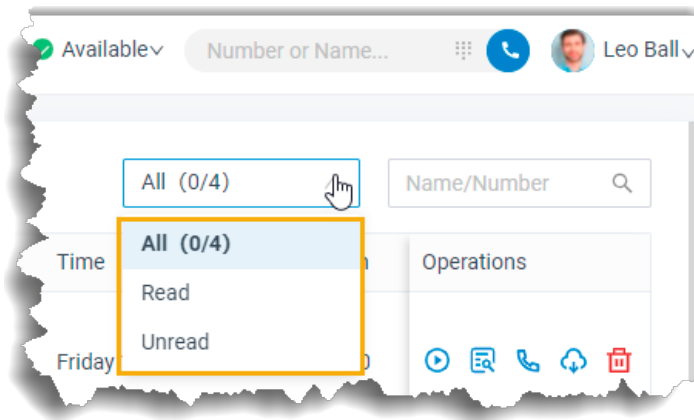 Available
Number or Name...
Leo Ball
All (0/4)
Name/Number
All (0/4)
Time
Operations
Read
Unread
Friday